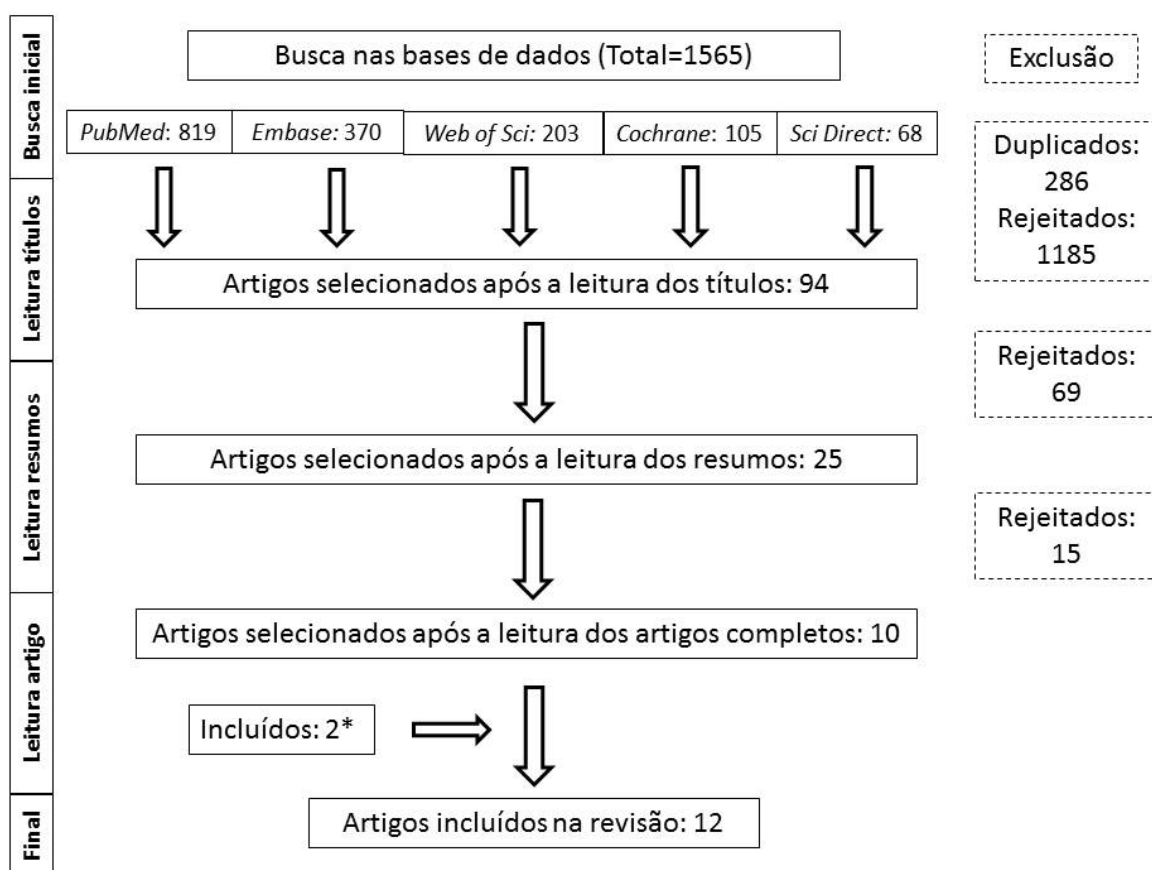 Busca inicial
Busca nas bases de dados (Total=1565)
Exclusão
PubMed: 819
Embase: 370
Web of Sci: 203
Cochrane: 105
Sci Direct: 68
Duplicados:
286
Rejeitados:
1185
Leitura títulos
Artigos selecionados após a leitura dos títulos: 94
Rejeitados:
69
Leitura resumos
Artigos selecionados após a leitura dos resumos: 25
Rejeitados:
15
Leitura artigo
Artigos selecionados após a leitura dos artigos completos: 10
Incluídos: 2*
Final
Artigos incluídos na revisão: 12